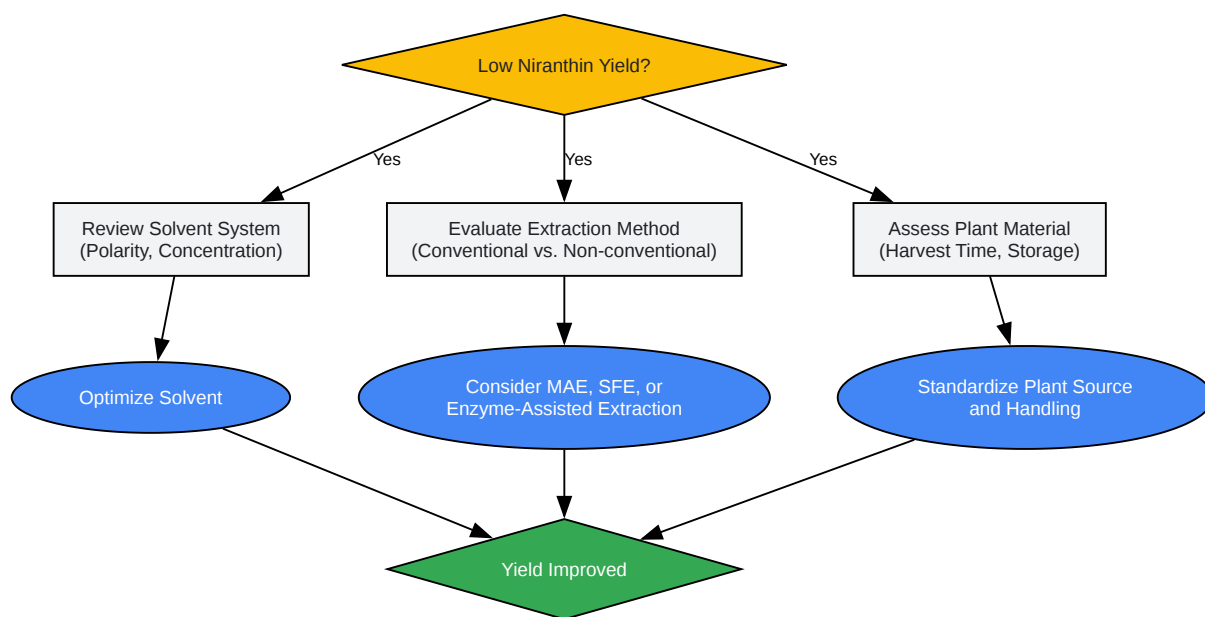 Low Niranthin Yield?
Yes
Yes
Yes
Review Solvent System
(Polarity, Concentration)
Evaluate Extraction Method
(Conventional vs. Non-conventional)
Assess Plant Material
(Harvest Time, Storage)
Optimize Solvent
Consider MAE, SFE, or
Enzyme-Assisted Extraction
Standardize Plant Source
and Handling
Yield Improved